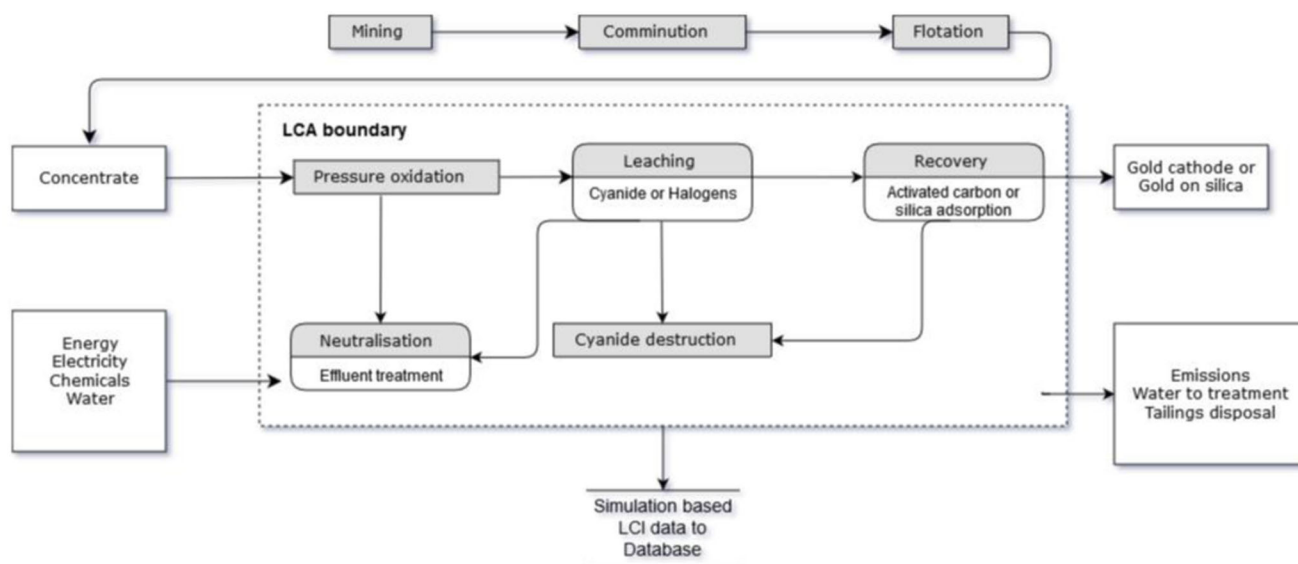 Mining
Comminution
Flotation
LCA boundary
Concentrate
Pressure oxidation
Leaching
Cyanide or Halogens
Recovery
Activated carbon or
silica adsorption
Gold cathode or
Gold on silica
Energy
Electricity
Chemicals
Water
Neutralisation
Effluent treatment
Cyanide destruction
Emissions
Water to treatment
Tailings disposal
Simulation based
LCI data to
Database